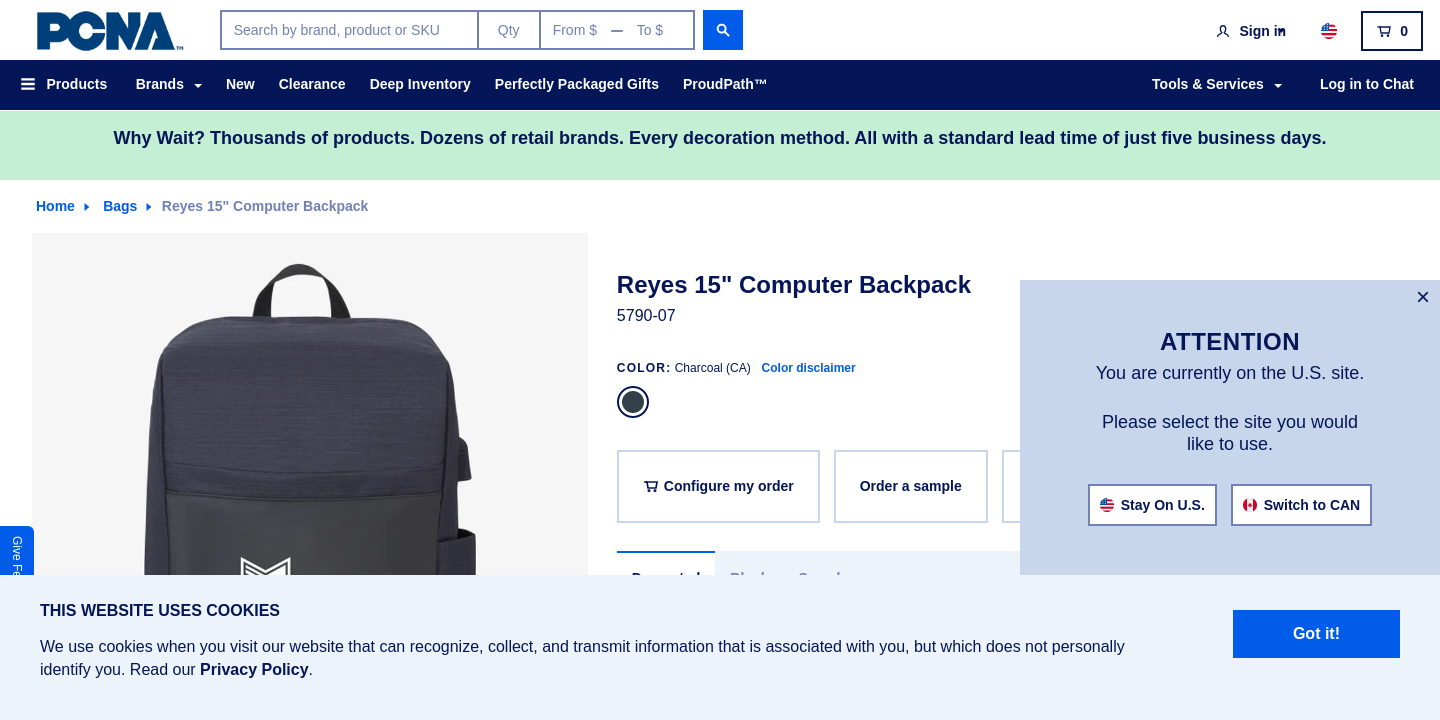 PCNA™
Search by brand, product or SKU
Qty
From $ — To $
Sign in
0
Products
Brands
New
Clearance
Deep Inventory
Perfectly Packaged Gifts
ProudPath™
Tools & Services
Log in to Chat
Why Wait? Thousands of products. Dozens of retail brands. Every decoration method. All with a standard lead time of just five business days.
Home
Bags
Reyes 15" Computer Backpack
Reyes 15" Computer Backpack
5790-07
COLOR: Charcoal (CA) Color disclaimer
Configure my order
Order a sample
×
ATTENTION
You are currently on the U.S. site.
Please select the site you would
like to use.
Stay On U.S.
Switch to CAN
Give
THIS WEBSITE USES COOKIES
We use cookies when you visit our website that can recognize, collect, and transmit information that is associated with you, but which does not personally
identify you. Read our Privacy Policy.
Got it!